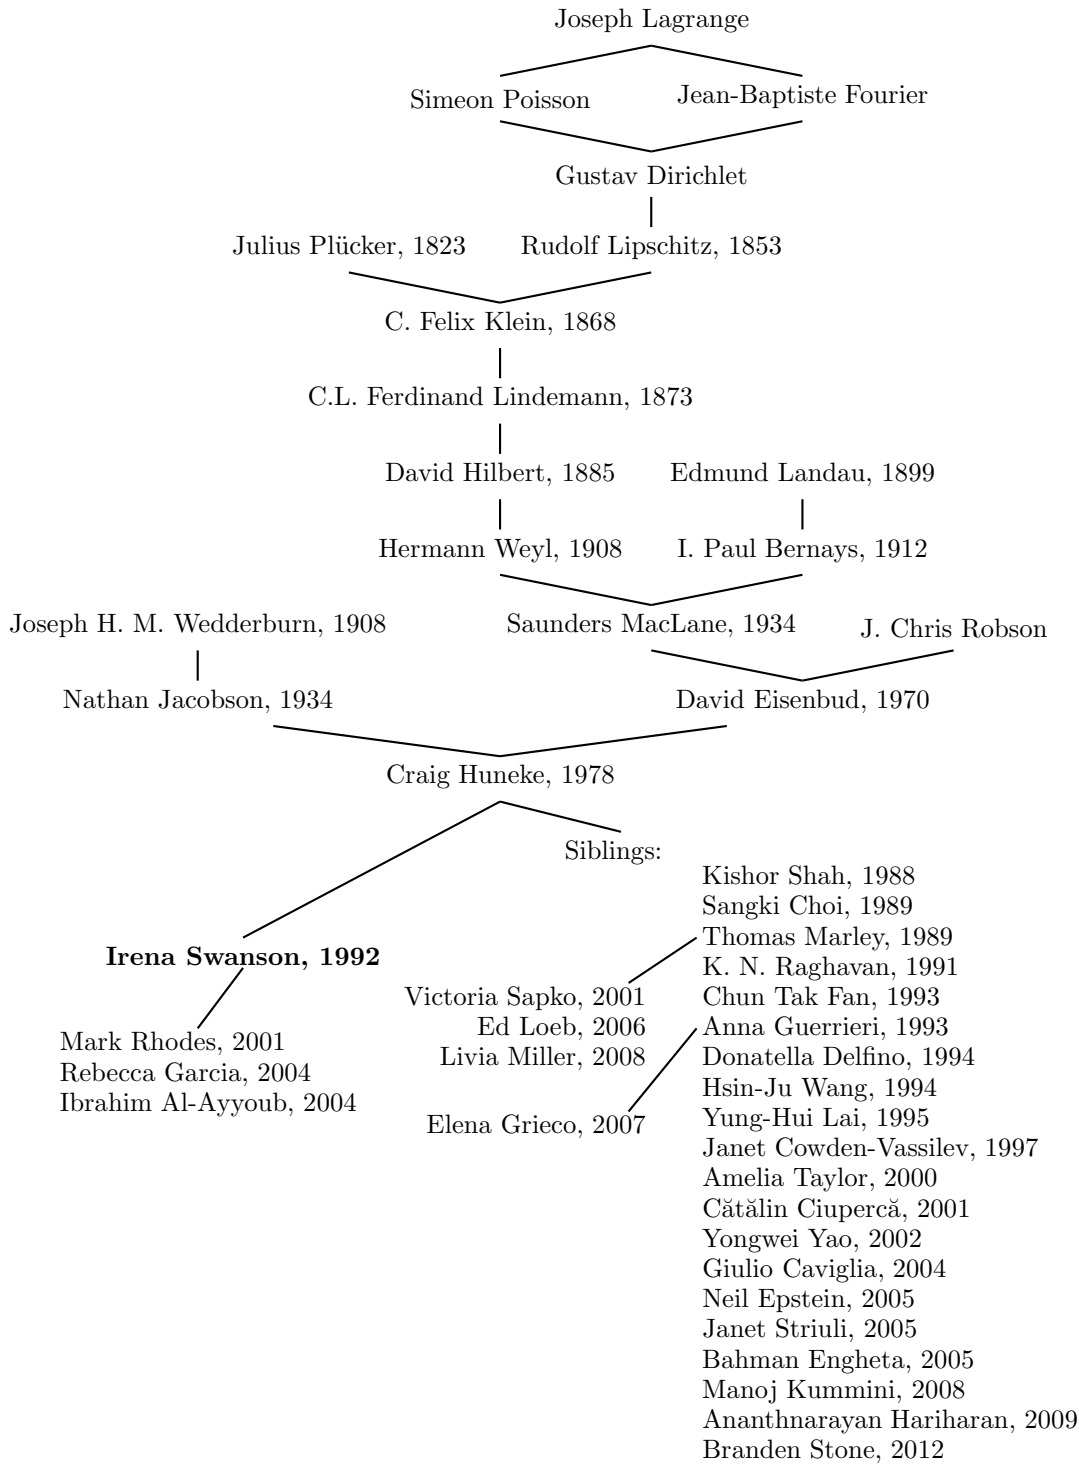 Joseph Lagrange
Simeon Poisson
Jean-Baptiste Fourier
Gustav Dirichlet
Julius Plücker, 1823
Rudolf Lipschitz, 1853
C. Felix Klein, 1868
C.L. Ferdinand Lindemann, 1873
David Hilbert, 1885
Edmund Landau, 1899
Hermann Weyl, 1908
I. Paul Bernays, 1912
Joseph H. M. Wedderburn, 1908
Saunders MacLane, 1934
J. Chris Robson
Nathan Jacobson, 1934
David Eisenbud, 1970
Craig Huneke, 1978
Siblings:
Irena Swanson, 1992
Mark Rhodes, 2001
Rebecca Garcia, 2004
Ibrahim Al-Ayyoub, 2004
Victoria Sapko, 2001
Ed Loeb, 2006
Livia Miller, 2008
Elena Grieco, 2007
Kishor Shah, 1988
Sangki Choi, 1989
Thomas Marley, 1989
K. N. Raghavan, 1991
Chun Tak Fan, 1993
Anna Guerrieri, 1993
Donatella Delfino, 1994
Hsin-Ju Wang, 1994
Yung-Hui Lai, 1995
Janet Cowden-Vassilev, 1997
Amelia Taylor, 2000
Cătălin Ciupercă, 2001
Yongwei Yao, 2002
Giulio Caviglia, 2004
Neil Epstein, 2005
Janet Striuli, 2005
Bahman Engheta, 2005
Manoj Kummini, 2008
Ananthnarayan Hariharan, 2009
Branden Stone, 2012